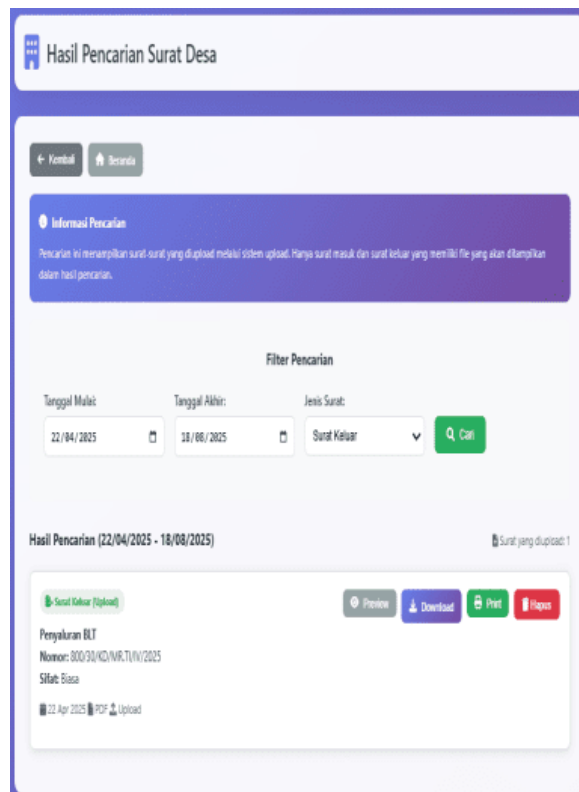 Hasil Pencarian Surat Desa
Kembali
Beranda
Informasi Pencarian
Pencarian ini menampilkan surat-surat yang diupload melalui sistem upload. Hanya surat masuk dan surat keluar yang memiliki file yang akan ditampilkan
dalam hasil pencarian.
Filter Pencarian
Tanggal Mulai: Tanggal Akhir: Jenis Surat:
22/04/2025 18/08/2025 Surat Keluar Cari
Hasil Pencarian (22/04/2025 - 18/08/2025) Surat yang diupload: 1
Surat Keluar (Upload) Preview Download Print Hapus
Penyaluran BLT
Nomor: 800/30/KD/MR.TI/IV/2025
Sifat: Biasa
22 Apr 2025 PDF Upload